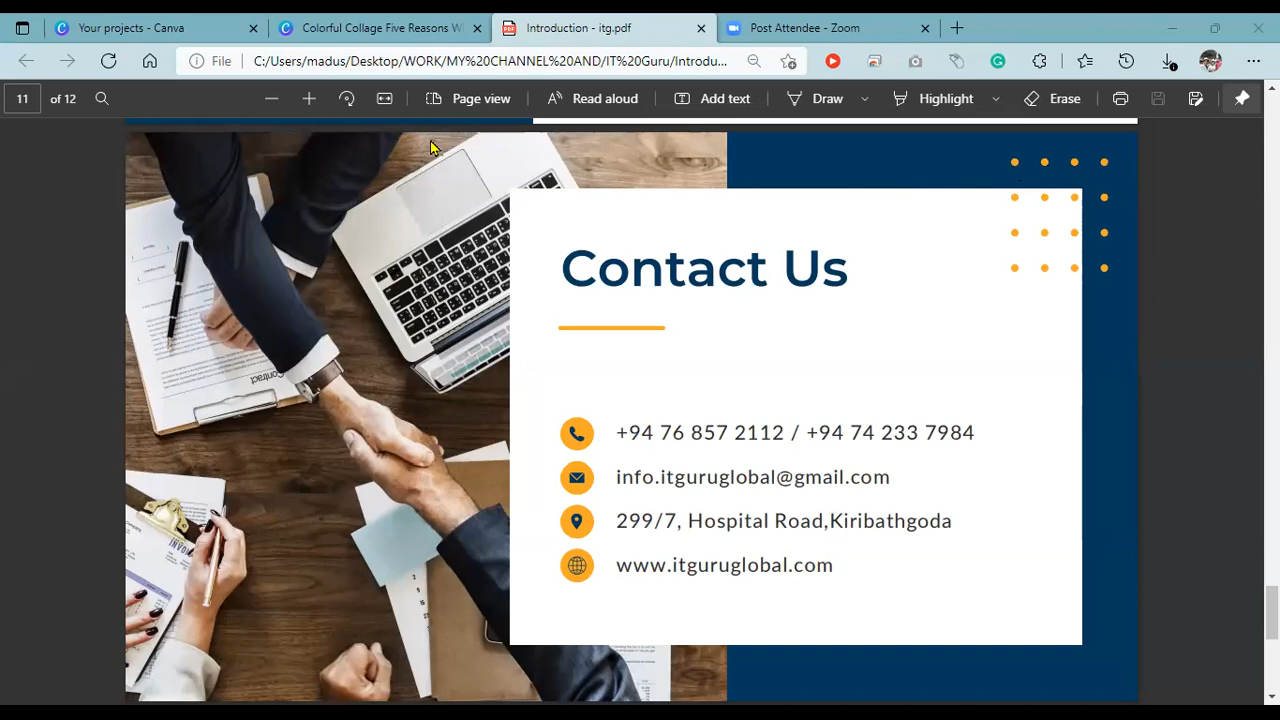 Your projects - Canva
Colorful Collage Five Reasons W
Introduction - itg.pdf
Post Attendee - Zoom
File
C:/Users/madus/Desktop/WORK/MY%20CHANNEL%20AND/IT%20Guru/Introdu...
11 of 12
Page view
Read aloud
Add text
Draw
Highlight
Erase
Contract
INVOI
Contact Us
+94 76 857 2112 / +94 74 233 7984
info.itguruglobal@gmail.com
299/7, Hospital Road,Kiribathgoda
www.itguruglobal.com